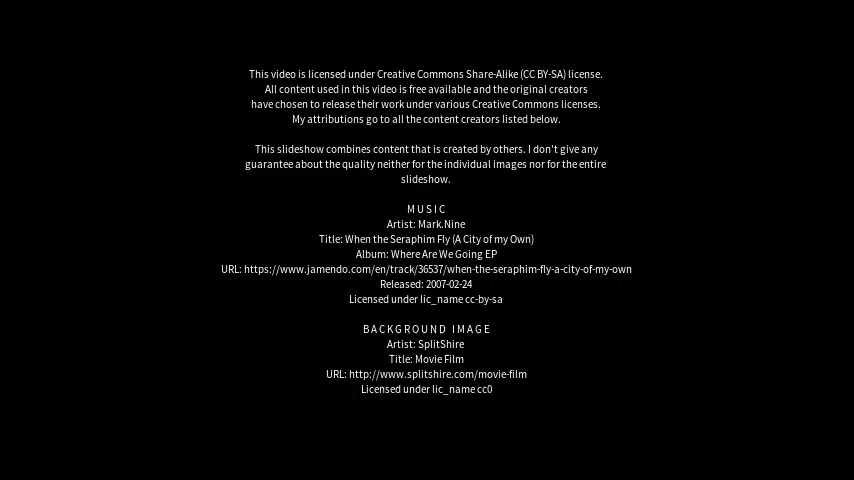 This video is licensed under Creative Commons Share-Alike (CC BY-SA) license.
All content used in this video is free available and the original creators
have chosen to release their work under various Creative Commons licenses.
My attributions go to all the content creators listed below.
This slideshow combines content that is created by others. I don't give any
guarantee about the quality neither for the individual images nor for the entire
slideshow.
MUSIC
Artist: Mark.Nine
Title: When the Seraphim Fly (A City of my Own)
Album: Where Are We Going EP
URL: https://www.jamendo.com/en/track/36537/when-the-seraphim-fly-a-city-of-my-own
Released: 2007-02-24
Licensed under lic_name cc-by-sa
BACKGROUND IMAGE
Artist: SplitShire
Title: Movie Film
URL: http://www.splitshire.com/movie-film
Licensed under lic_name cc0